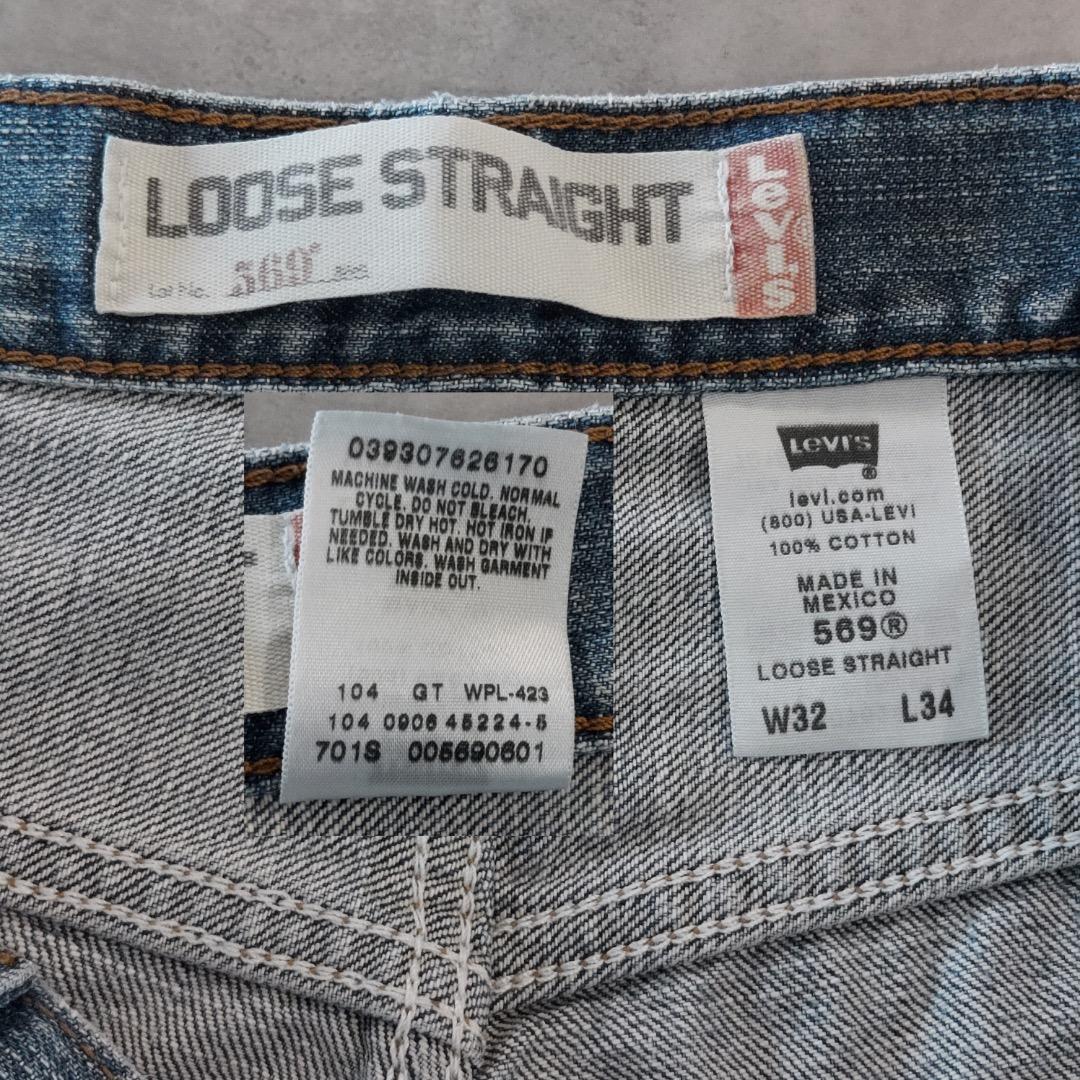 LOOSE STRAIGHT
Lot No. 569®
Levi's
039307626170
MACHINE WASH COLD, NORMAL
CYCLE. DO NOT BLEACH.
TUMBLE DRY HOT. HOT IRON IF
NEEDED. WASH AND DRY WITH
LIKE COLORS. WASH GARMENT
INSIDE OUT.
104 GT WPL-423
104 0906 45224-5
701S 005690601
Levi's
®
levi.com
(800) USA-LEVI
100% COTTON
MADE IN
MEXICO
569®
LOOSE STRAIGHT
W32 L34